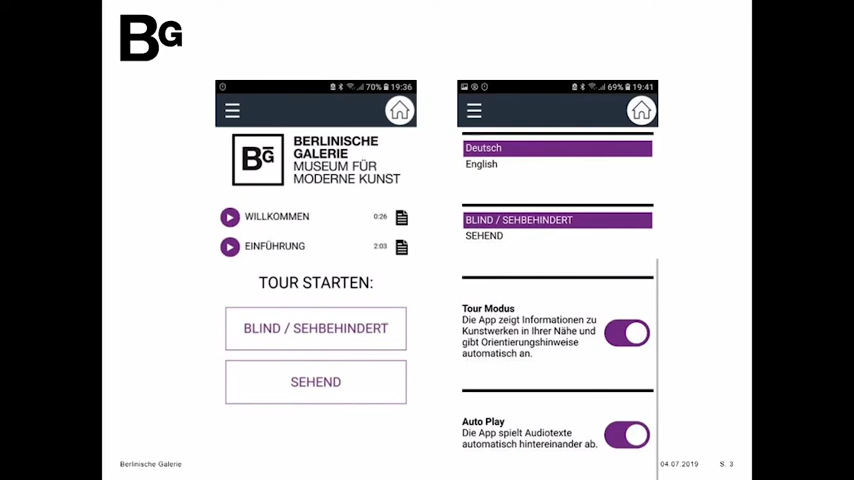 BG
70% 19:36
BG
BERLINISCHE
GALERIE
MUSEUM FÜR
MODERNE KUNST
WILLKOMMEN 0:26
EINFÜHRUNG 2:03
TOUR STARTEN:
BLIND / SEHBEHINDERT
SEHEND
69% 19:41
Deutsch
English
BLIND / SEHBEHINDERT
SEHEND
Tour Modus
Die App zeigt Informationen zu
Kunstwerken in Ihrer Nähe und
gibt Orientierungshinweise
automatisch an.
Auto Play
Die App spielt Audiotexte
automatisch hintereinander ab.
Berlinische Galerie
04.07.2019 S. 3